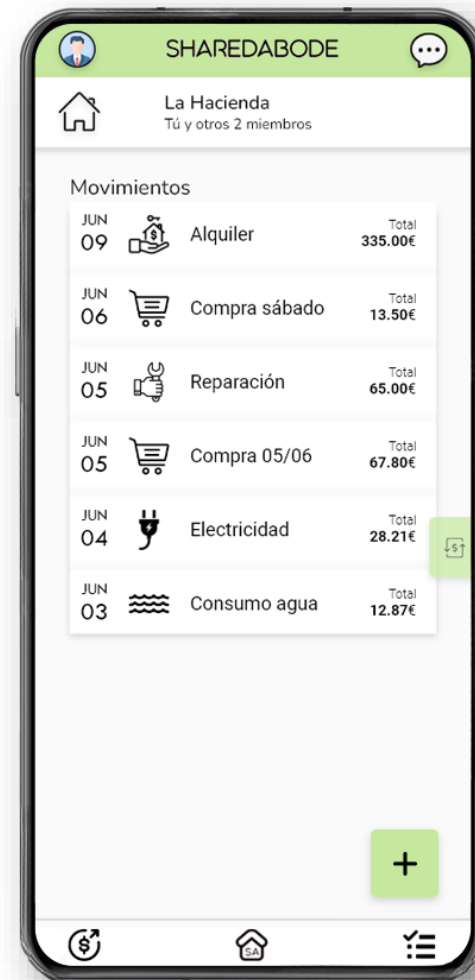 SHAREDABODE
La Hacienda
Tú y otros 2 miembros
Movimientos
JUN
09
Alquiler
Total
335.00€
JUN
06
Compra sábado
Total
13.50€
JUN
05
Reparación
Total
65.00€
JUN
05
Compra 05/06
Total
67.80€
JUN
04
Electricidad
Total
28.21€
JUN
03
Consumo agua
Total
12.87€
SA